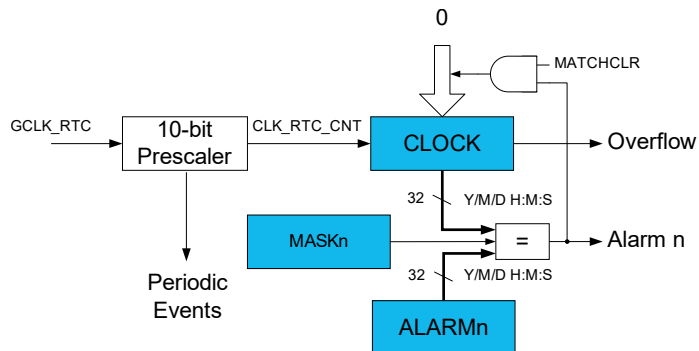 0
MATCHCLR
GCLK_RTC
10-bit
Prescaler
CLK_RTC_CNT
CLOCK
Overflow
32
Y/M/D H:M:S
MASKn
=
Alarm n
Periodic
Events
32
Y/M/D H:M:S
ALARMn